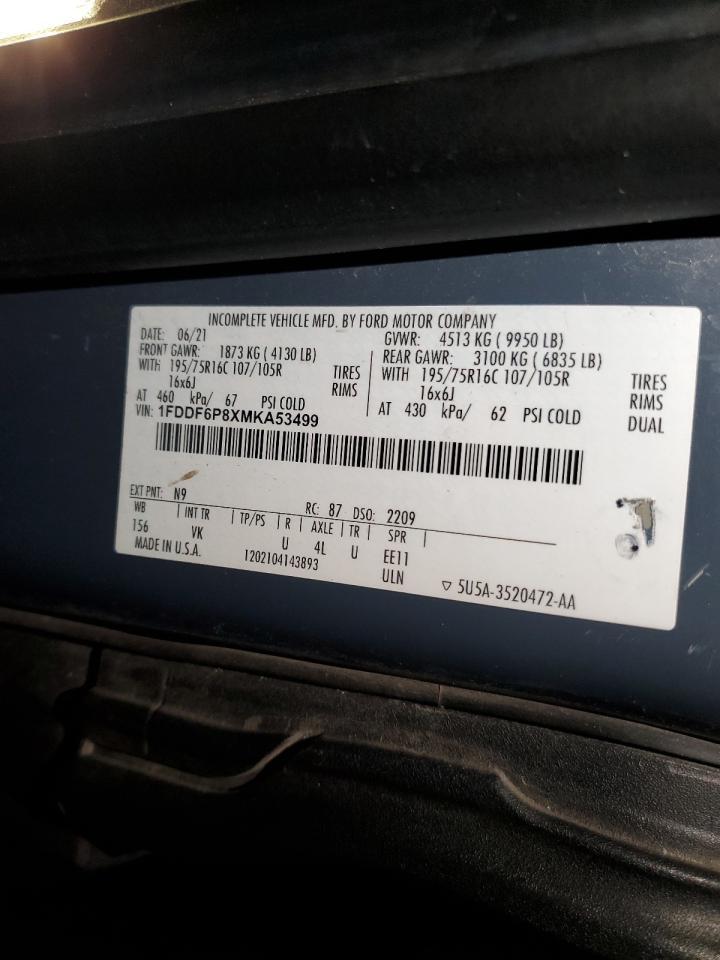 INCOMPLETE VEHICLE MFD. BY FORD MOTOR COMPANY
DATE: 06/21 GVWR: 4513 KG ( 9950 LB)
FRONT GAWR: 1873 KG ( 4130 LB) REAR GAWR: 3100 KG ( 6835 LB)
WITH 195/75R16C 107/105R TIRES WITH 195/75R16C 107/105R TIRES
16x6J RIMS 16x6J RIMS
AT 460 kPa/ 67 PSI COLD AT 430 kPa/ 62 PSI COLD DUAL
VIN: 1FDDF6P8XMKA53499
EXT PNT: N9 RC: 87 DSO: 2209
WB INT TR TP/PS R AXLE TR SPR
156 VK U 4L U EE11
MADE IN U.S.A. 1202104143893 ULN
▽ 5U5A-3520472-AA